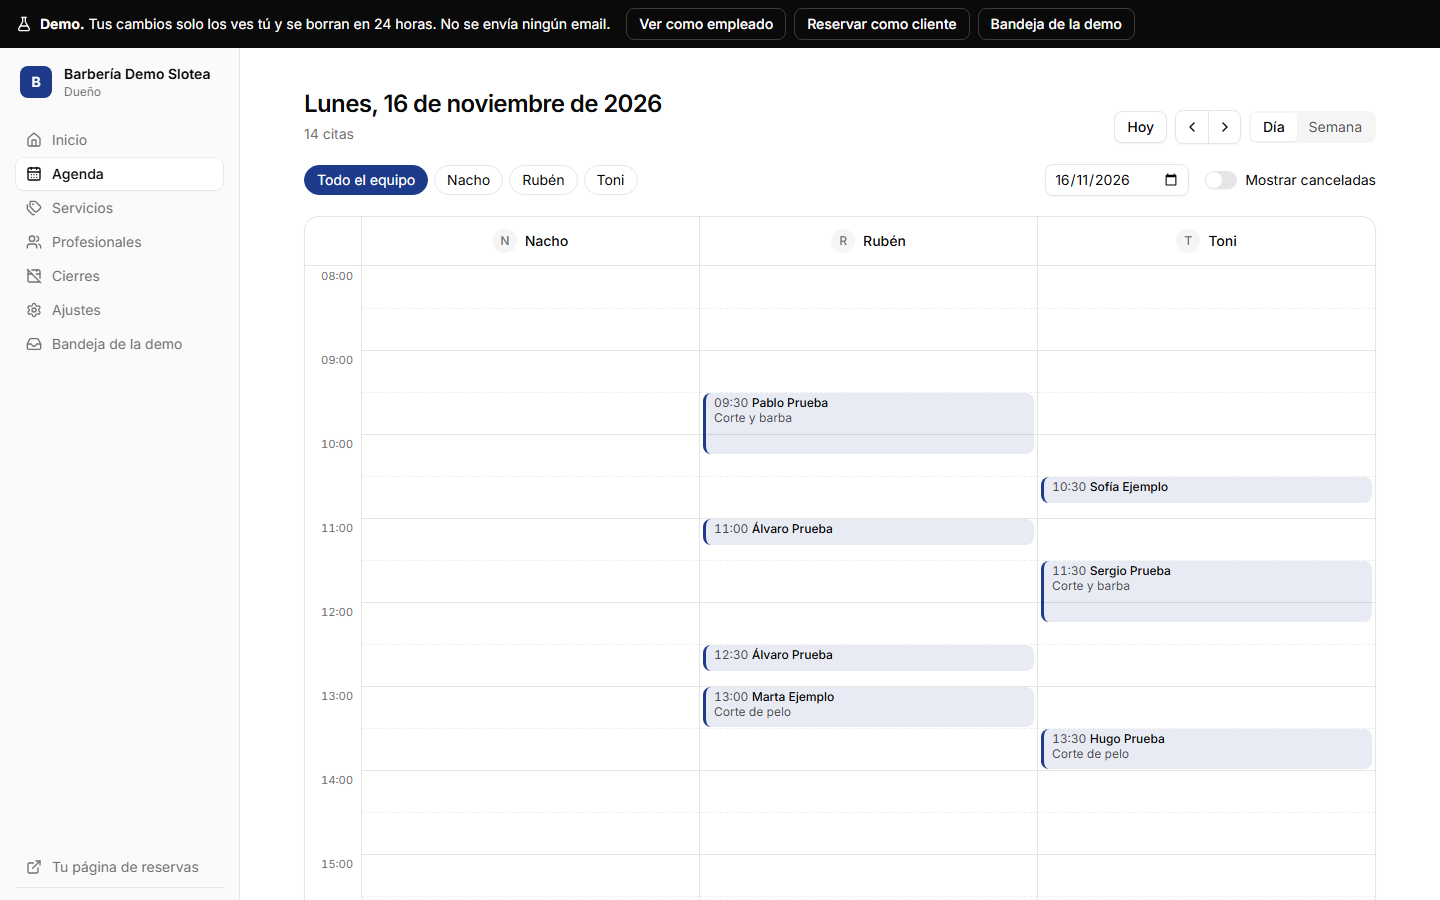 Demo. Tus cambios solo los ves tú y se borran en 24 horas. No se envía ningún email.
Ver como empleado
Reservar como cliente
Bandeja de la demo
B
Barbería Demo Slotea
Dueño
Inicio
Agenda
Servicios
Profesionales
Cierres
Ajustes
Bandeja de la demo
Tu página de reservas
Lunes, 16 de noviembre de 2026
14 citas
Hoy
Día
Semana
Todo el equipo
Nacho
Rubén
Toni
16/11/2026
Mostrar canceladas
N Nacho
R Rubén
T Toni
08:00
09:00
09:30 Pablo Prueba
Corte y barba
10:00
10:30 Sofía Ejemplo
11:00
11:00 Álvaro Prueba
11:30 Sergio Prueba
Corte y barba
12:00
12:30 Álvaro Prueba
13:00
13:00 Marta Ejemplo
Corte de pelo
13:30 Hugo Prueba
Corte de pelo
14:00
15:00